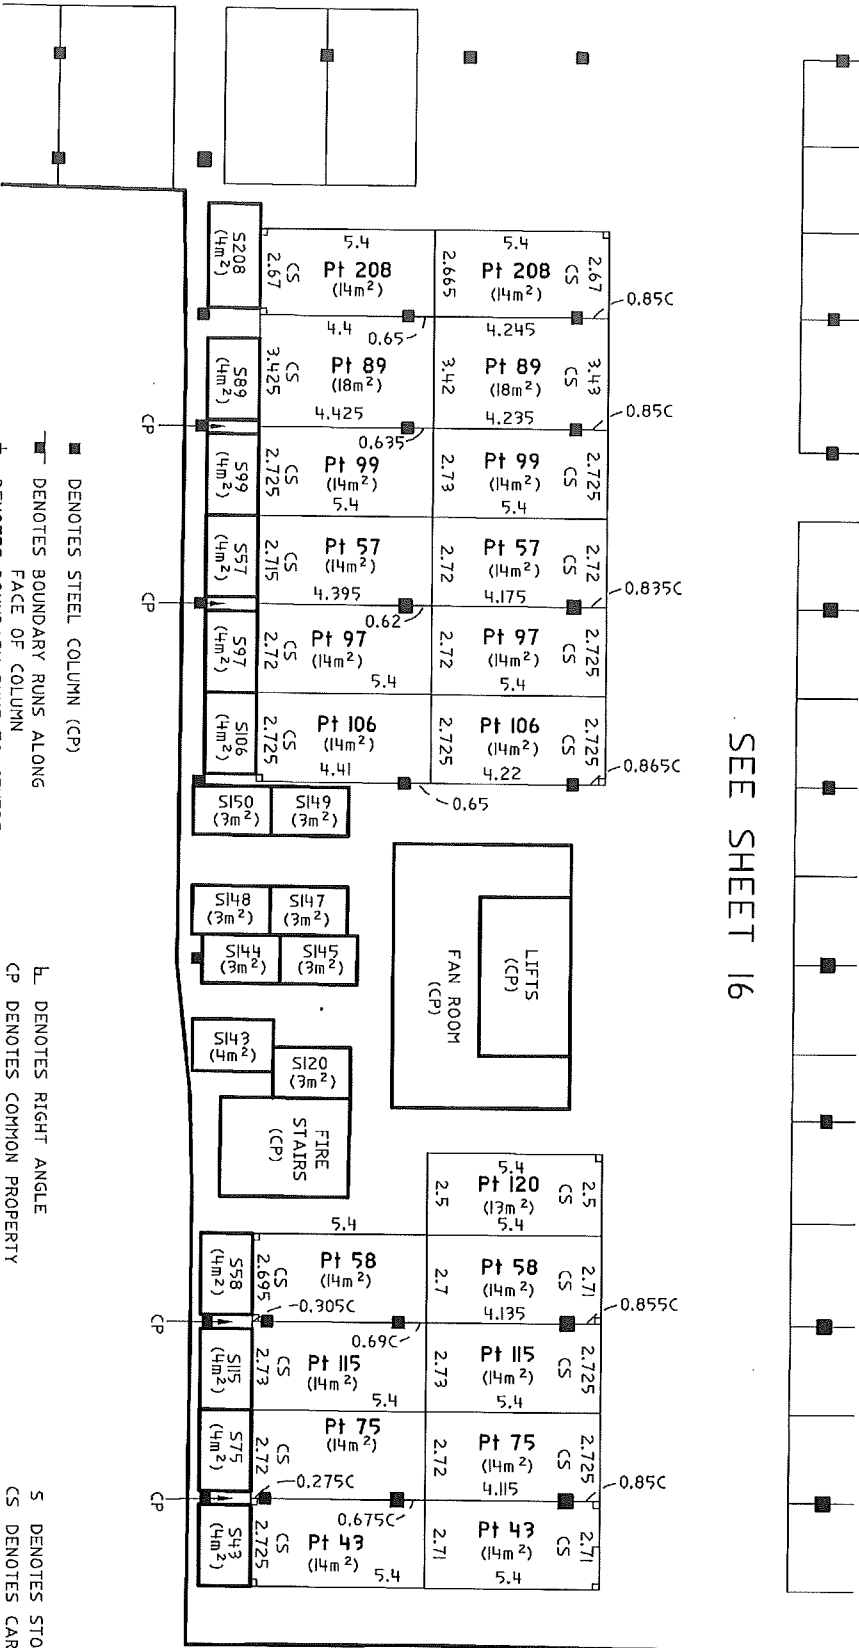 S208
(4m²)
2.67
CS
5.4
Pt 208
(14m²)
2.665
5.4
Pt 208
(14m²)
CS
2.67
0.85C
4.4
0.65
4.245
S89
(4m²)
3.425
CS
Pt 89
(18m²)
3.42
Pt 89
(18m²)
CS
3.43
4.425
4.235
0.85C
CP
0.635
S99
(4m²)
2.725
CS
Pt 99
(14m²)
5.4
2.73
Pt 99
(14m²)
5.4
CS
2.725
S57
(4m²)
2.715
CS
Pt 57
(14m²)
4.395
2.72
Pt 57
(14m²)
4.175
CS
2.72
0.835C
CP
0.62
S97
(4m²)
2.72
CS
Pt 97
(14m²)
5.4
2.72
Pt 97
(14m²)
5.4
CS
2.725
S106
(4m²)
2.725
CS
Pt 106
(14m²)
4.41
2.725
Pt 106
(14m²)
4.22
CS
2.725
0.865C
0.65
S150
(3m²)
S149
(3m²)
S148
(3m²)
S147
(3m²)
S144
(3m²)
S145
(3m²)
S143
(4m²)
S120
(3m²)
FIRE
STAIRS
(CP)
LIFTS
(CP)
FAN ROOM
(CP)
SEE SHEET 16
5.4
Pt 120
(13m²)
5.4
2.5
CS
2.5
5.4
S58
(4m²)
2.695
CS
Pt 58
(14m²)
2.7
Pt 58
(14m²)
4.135
CS
2.71
0.855C
0.305C
CP
0.69C
S115
(4m²)
2.73
CS
Pt 115
(14m²)
5.4
2.73
Pt 115
(14m²)
5.4
CS
2.725
S75
(4m²)
2.72
CS
Pt 75
(14m²)
2.72
Pt 75
(14m²)
4.115
CS
2.725
0.85C
0.275C
CP
0.675C
S43
(4m²)
2.725
CS
Pt 43
(14m²)
5.4
2.71
Pt 43
(14m²)
5.4
CS
2.71
DENOTES STEEL COLUMN (CP)
DENOTES BOUNDARY RUNS ALONG
FACE OF COLUMN
DENOTES RIGHT ANGLE
CP DENOTES COMMON PROPERTY
S DENOTES STO
CS DENOTES CAR